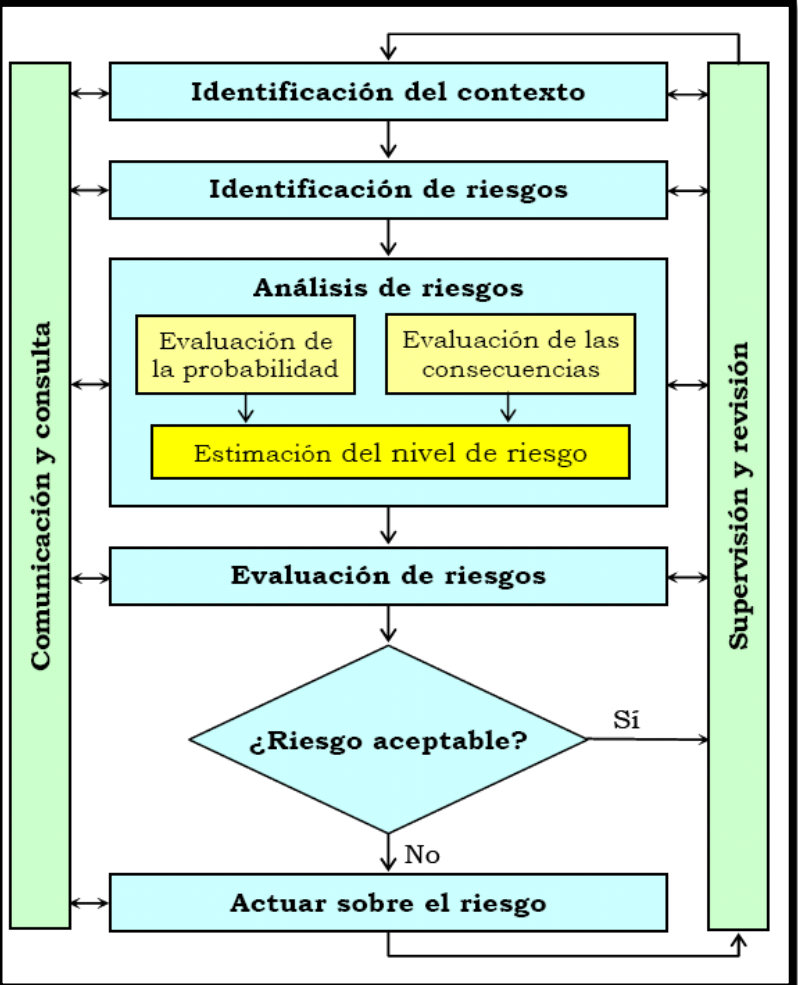 Identificación del contexto
Identificación de riesgos
Análisis de riesgos
Evaluación de
la probabilidad
Evaluación de las
consecuencias
Estimación del nivel de riesgo
Evaluación de riesgos
¿Riesgo aceptable?
Sí
No
Actuar sobre el riesgo
Comunicación y consulta
Supervisión y revisión